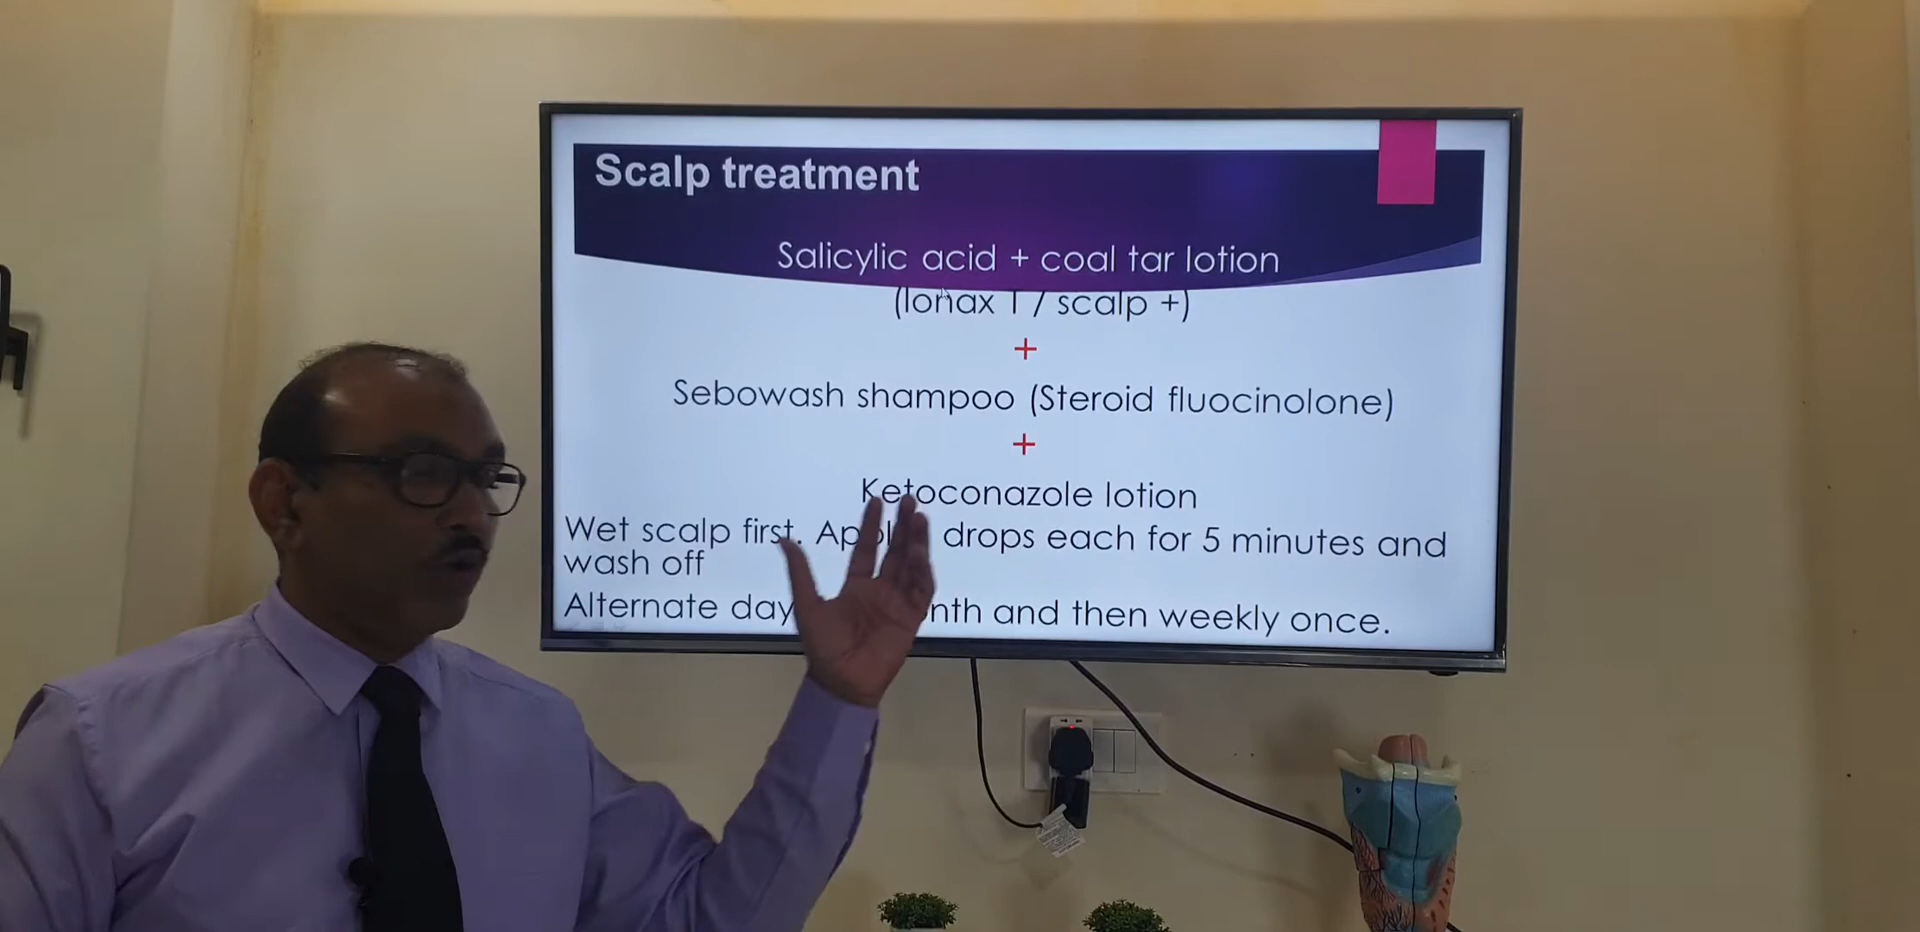 Scalp treatment
Salicylic acid + coal tar lotion
(Ionax T / scalp +)
+
Sebowash shampoo (Steroid fluocinolone)
+
Ketoconazole lotion
Wet scalp first. drops each for 5 minutes and
wash off
Alternate day and then weekly once.